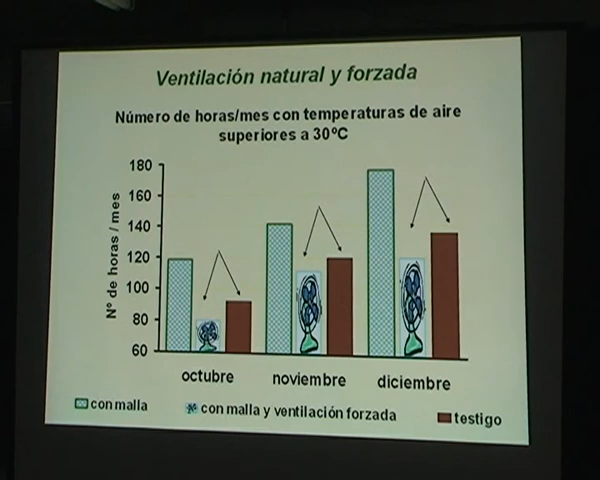 Ventilación natural y forzada
Número de horas/mes con temperaturas de aire
superiores a 30ºC
Nº de horas / mes
180
160
140
120
100
80
60
octubre noviembre diciembre
con malla con malla y ventilación forzada testigo